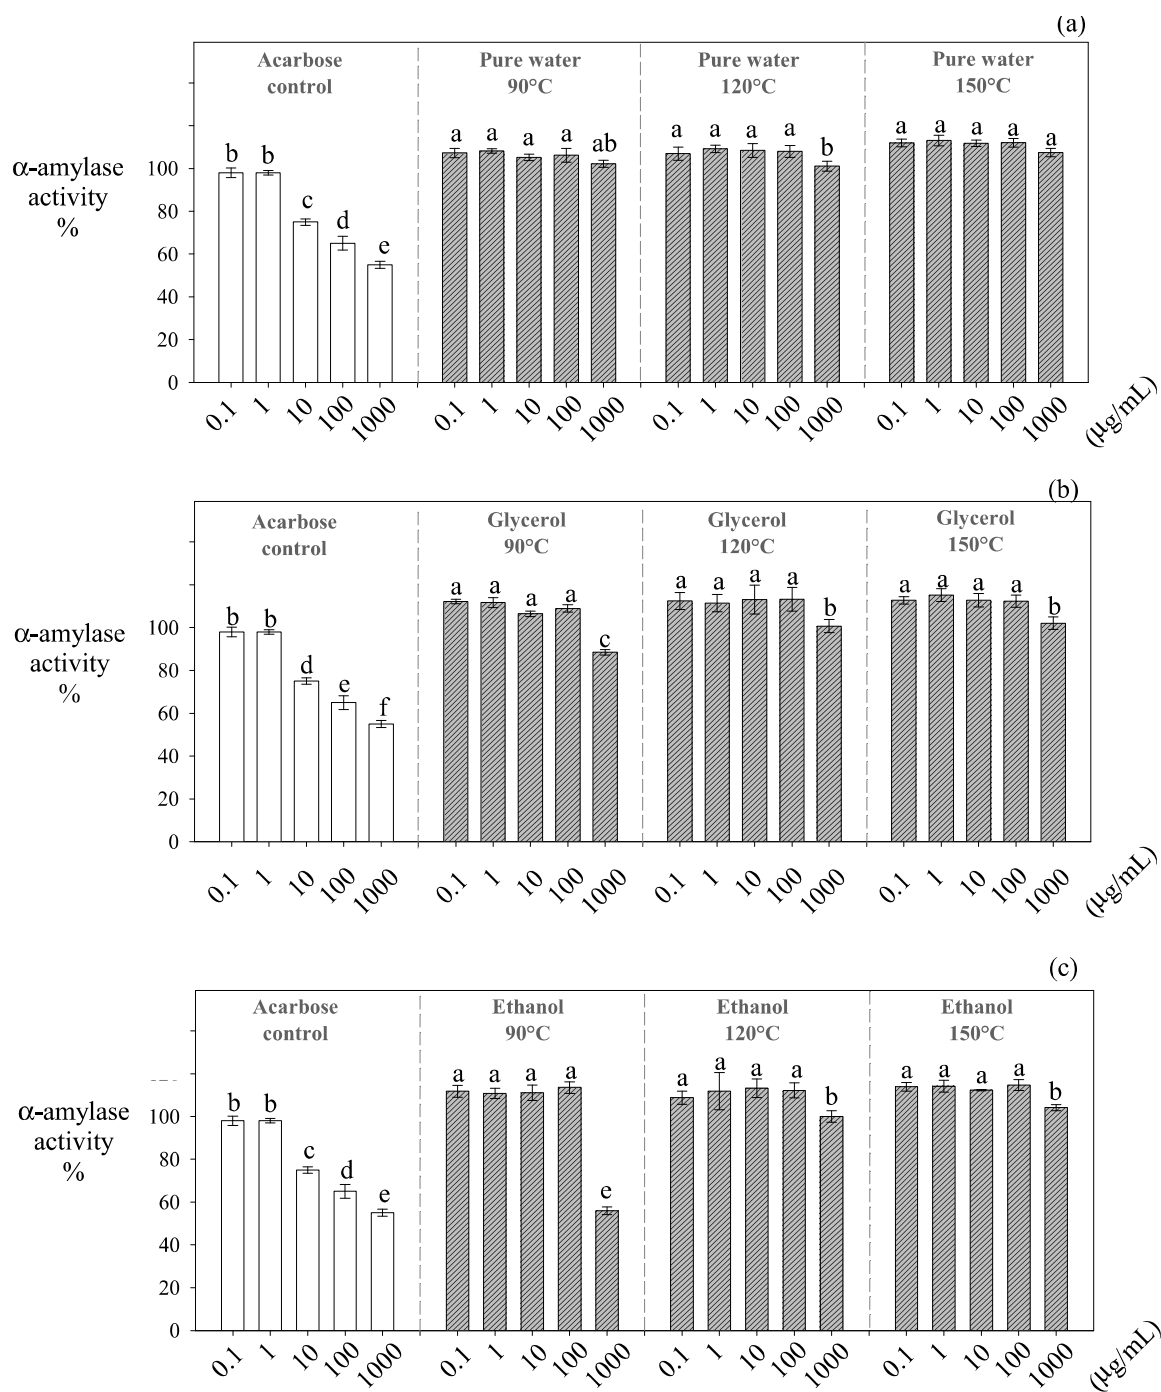 (a)
Acarbose
control
Pure water
90°C
Pure water
120°C
Pure water
150°C
α-amylase
activity
%
100
80
60
40
20
0
b b c d e
a a a a ab
a a a a b
a a a a a
0.1 1 10 100 1000
0.1 1 10 100 1000
0.1 1 10 100 1000
0.1 1 10 100 1000
(µg/mL)
(b)
Acarbose
control
Glycerol
90°C
Glycerol
120°C
Glycerol
150°C
α-amylase
activity
%
100
80
60
40
20
0
b b d e f
a a a a c
a a a a b
a a a a b
0.1 1 10 100 1000
0.1 1 10 100 1000
0.1 1 10 100 1000
0.1 1 10 100 1000
(µg/mL)
(c)
Acarbose
control
Ethanol
90°C
Ethanol
120°C
Ethanol
150°C
α-amylase
activity
%
100
80
60
40
20
0
b b c d e
a a a a e
a a a a b
a a a a b
0.1 1 10 100 1000
0.1 1 10 100 1000
0.1 1 10 100 1000
0.1 1 10 100 1000
(µg/mL)